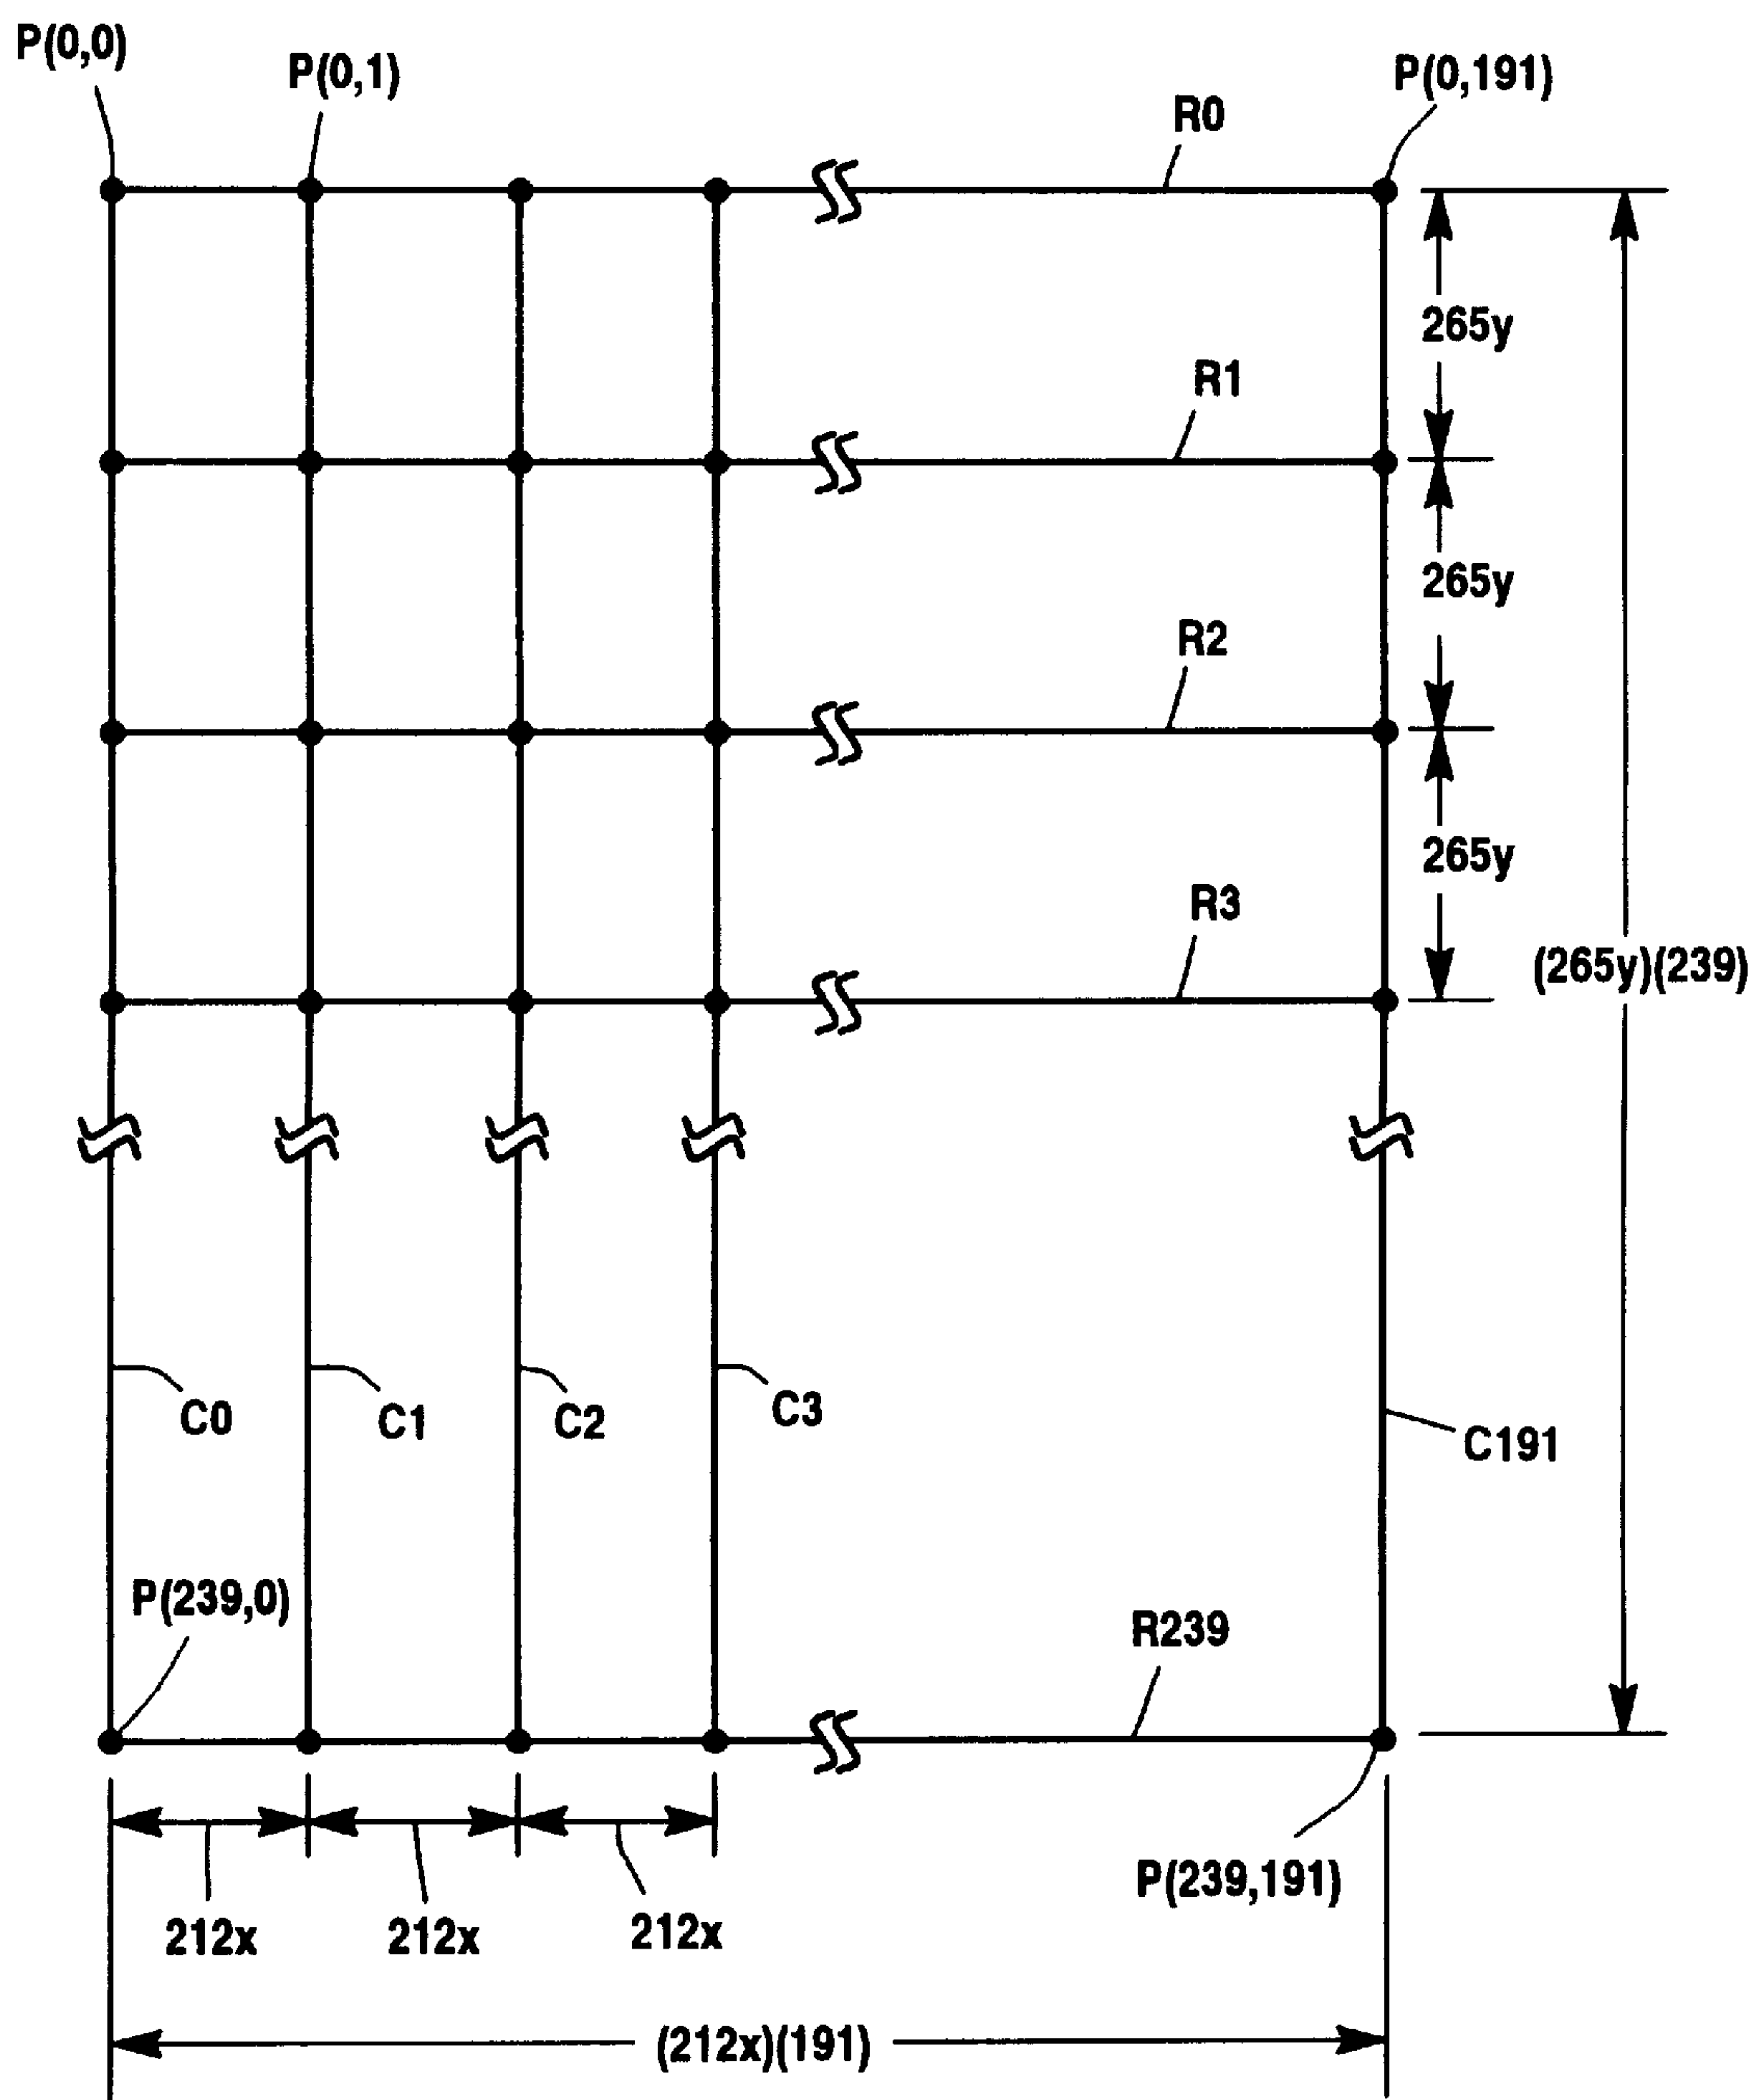 P(0,0)
P(0,1)
P(0,191)
R0
265y
R1
265y
R2
265y
R3
(265y)(239)
C0
C1
C2
C3
C191
P(239,0)
R239
P(239,191)
212x
212x
212x
(212x)(191)